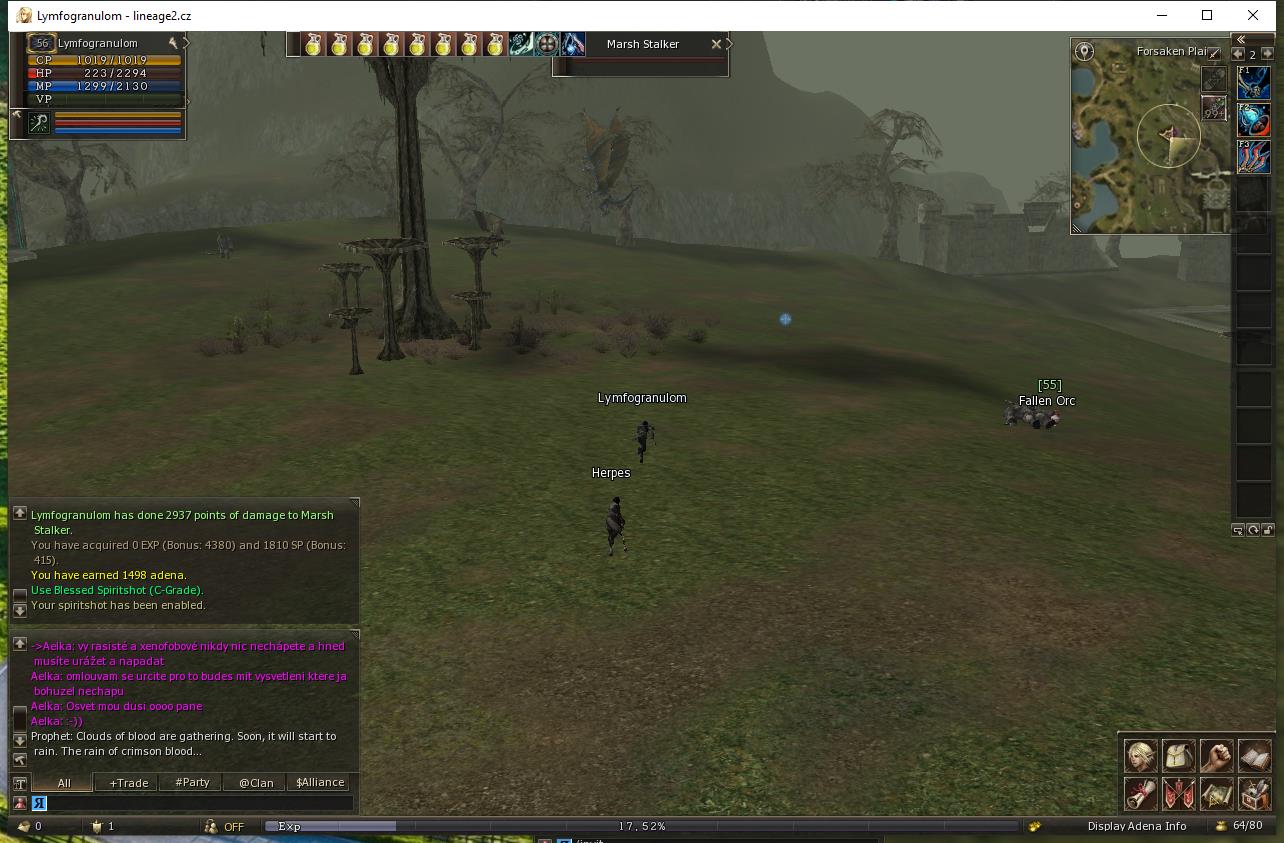 Lymfogranulom - lineage2.cz
56 Lymfogranulom
CP 1019/1019
HP 223/2294
MP 1299/2130
VP
Marsh Stalker
Forsaken Plai
2
99+
F1
F2
F3
[55]
Fallen Orc
Lymfogranulom
Herpes
Lymfogranulom has done 2937 points of damage to Marsh
Stalker.
You have acquired 0 EXP (Bonus: 4380) and 1810 SP (Bonus:
415).
You have earned 1498 adena.
Use Blessed Spiritshot (C-Grade).
Your spiritshot has been enabled.
->Aelka: vy rasisté a xenofobové nikdy nic nechápete a hned
musíte urážet a napadat
Aelka: omlouvam se urcite pro to budes mit vysvetleni ktere ja
bohuzel nechapu
Aelka: Osvet mou dusi oooo pane
Aelka: :-))
Prophet: Clouds of blood are gathering. Soon, it will start to
rain. The rain of crimson blood...
All +Trade #Party @Clan $Alliance
0 1 OFF Exp 17,52% Display Adena Info 64/80